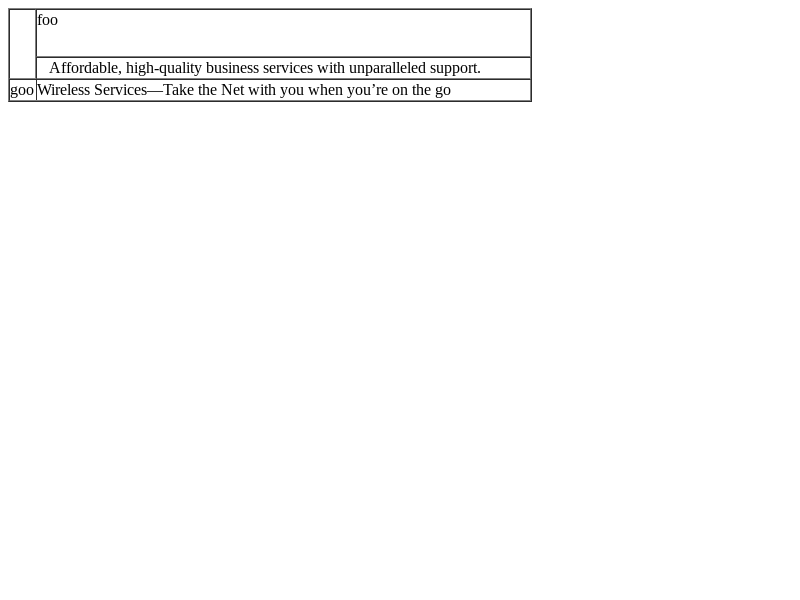 foo
Affordable, high-quality business services with unparalleled support.
goo Wireless Services—Take the Net with you when you’re on the go